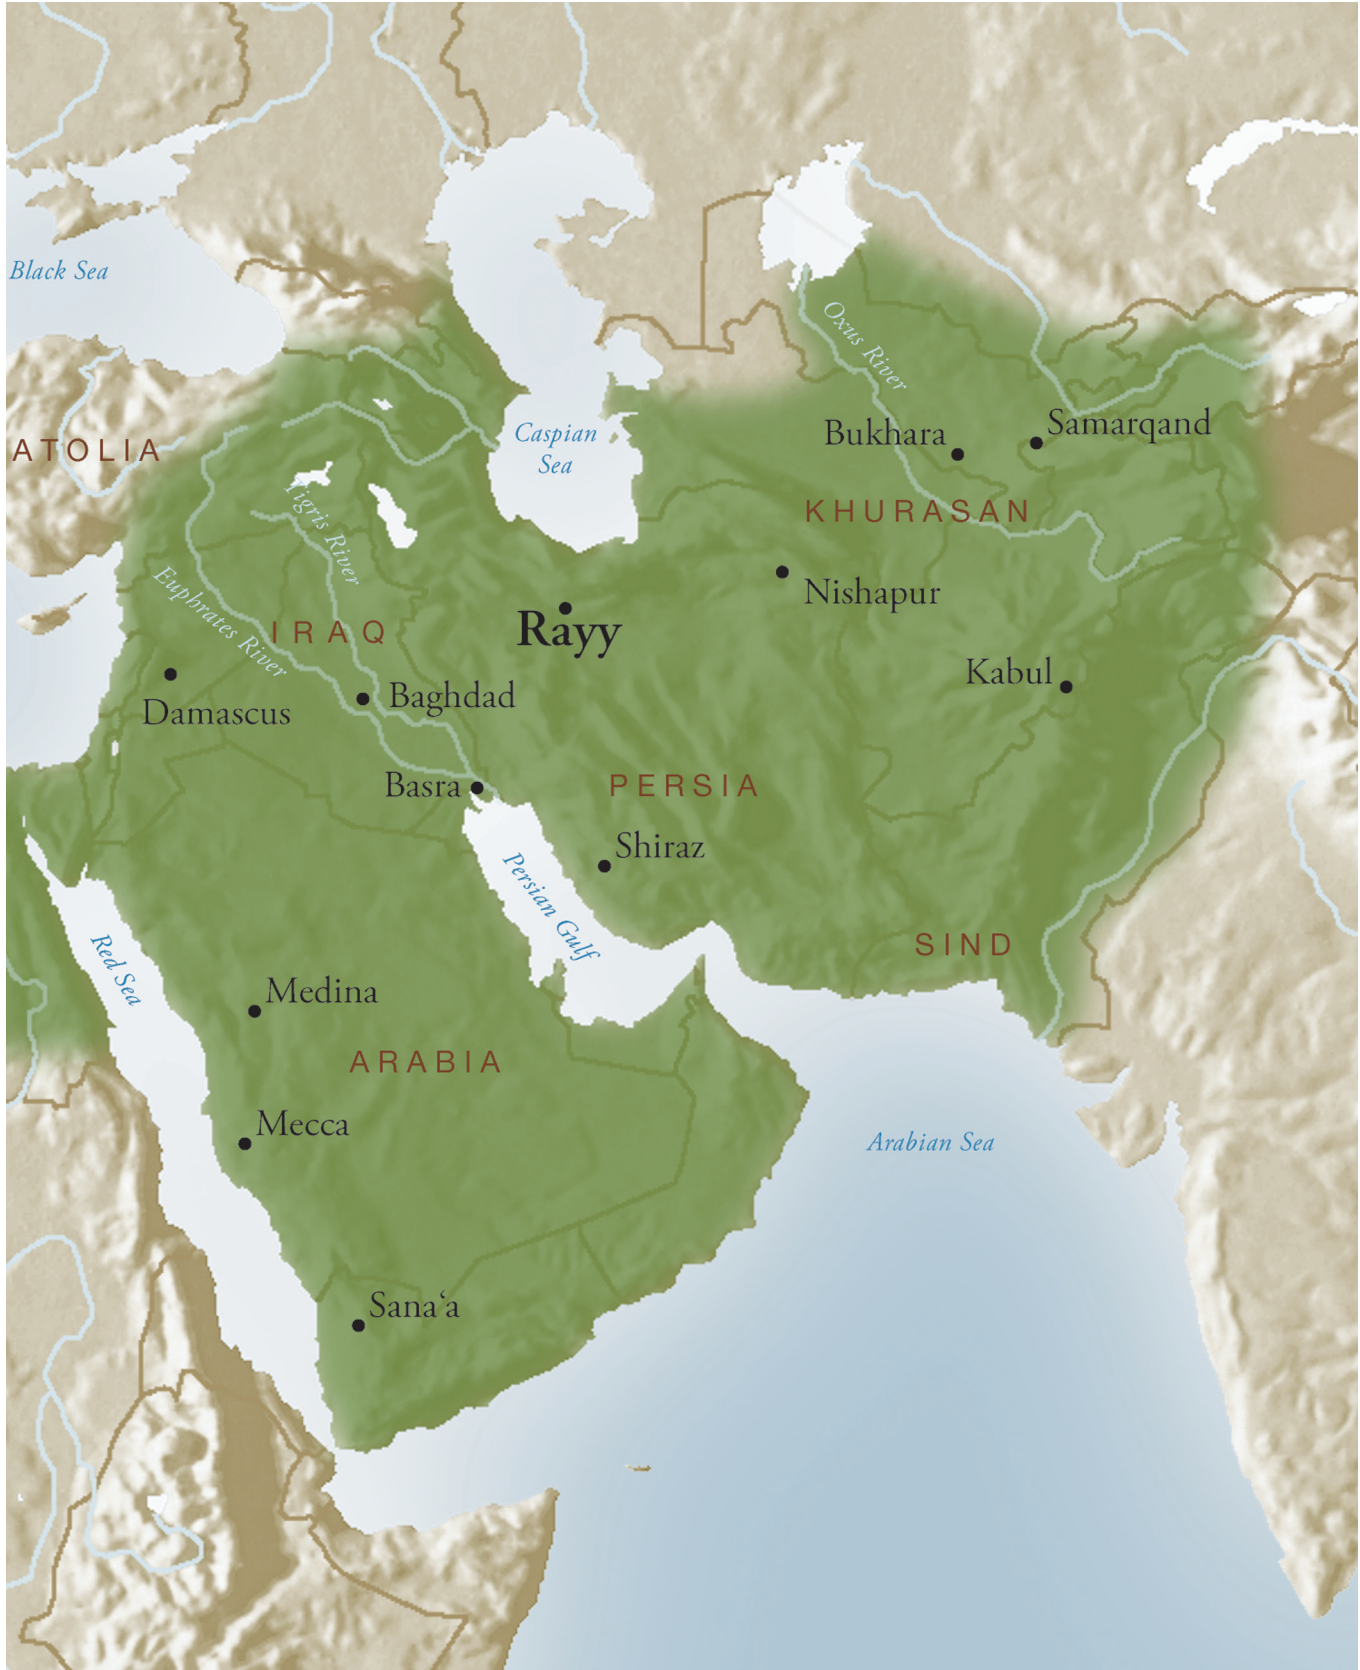 Black Sea
ATOLIA
Caspian
Sea
Oxus River
Bukhara
Samarqand
KHURASAN
Tigris River
Euphrates River
IRAQ
Rayy
Nishapur
Kabul
Damascus
Baghdad
Basra
PERSIA
Shiraz
Persian Gulf
SIND
Red Sea
Medina
ARABIA
Mecca
Arabian Sea
Sana‘a